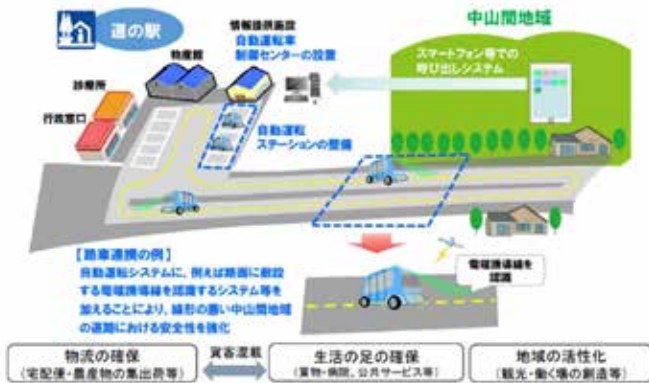 道の駅
情報提供施設
自動運転車
制御センターの設置
物産館
診療所
行政窓口
自動運転
ステーションの整備
中山間地域
スマートフォン等での
呼び出しシステム
【路車連携の例】
自動運転システムに、例えば路面に敷設
する電磁誘導線を認識するシステム等を
加えることにより、線形の悪い中山間地域
の道路における安全性を強化
電磁誘導線を
認識
物流の確保
(宅配便・農産物の集出荷等)
貨客混載
生活の足の確保
(買物・病院、公共サービス等)
地域の活性化
(観光・働く場の創造等)